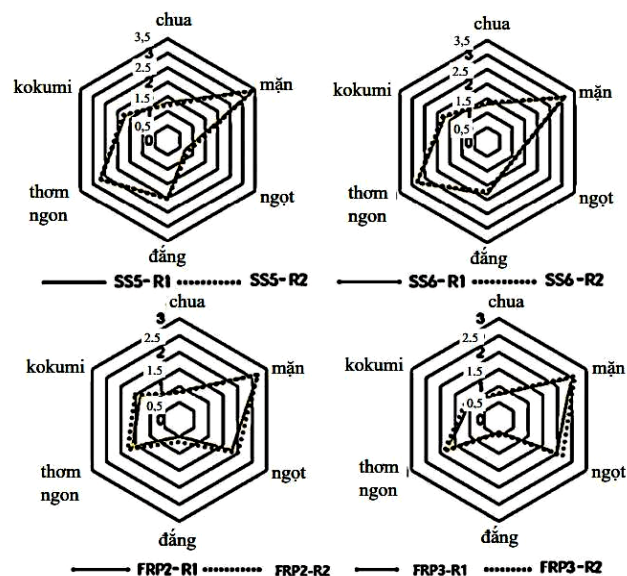 chua
3,5
3
2.5
2
1.5
1
0,5
0
kokumi
mặn
thơm
ngon
ngọt
đắng
SS5-R1 SS5-R2
chua
3,5
3
2.5
2
1.5
1
0,5
0
kokumi
mặn
thơm
ngon
ngọt
đắng
SS6-R1 SS6-R2
chua
3
2.5
2
1.5
1
0,5
0
kokumi
mặn
thơm
ngon
ngọt
đắng
FRP2-R1 FRP2-R2
chua
3
2.5
2
1.5
1
0,5
0
kokumi
mặn
thơm
ngon
ngọt
đắng
FRP3-R1 FRP3-R2